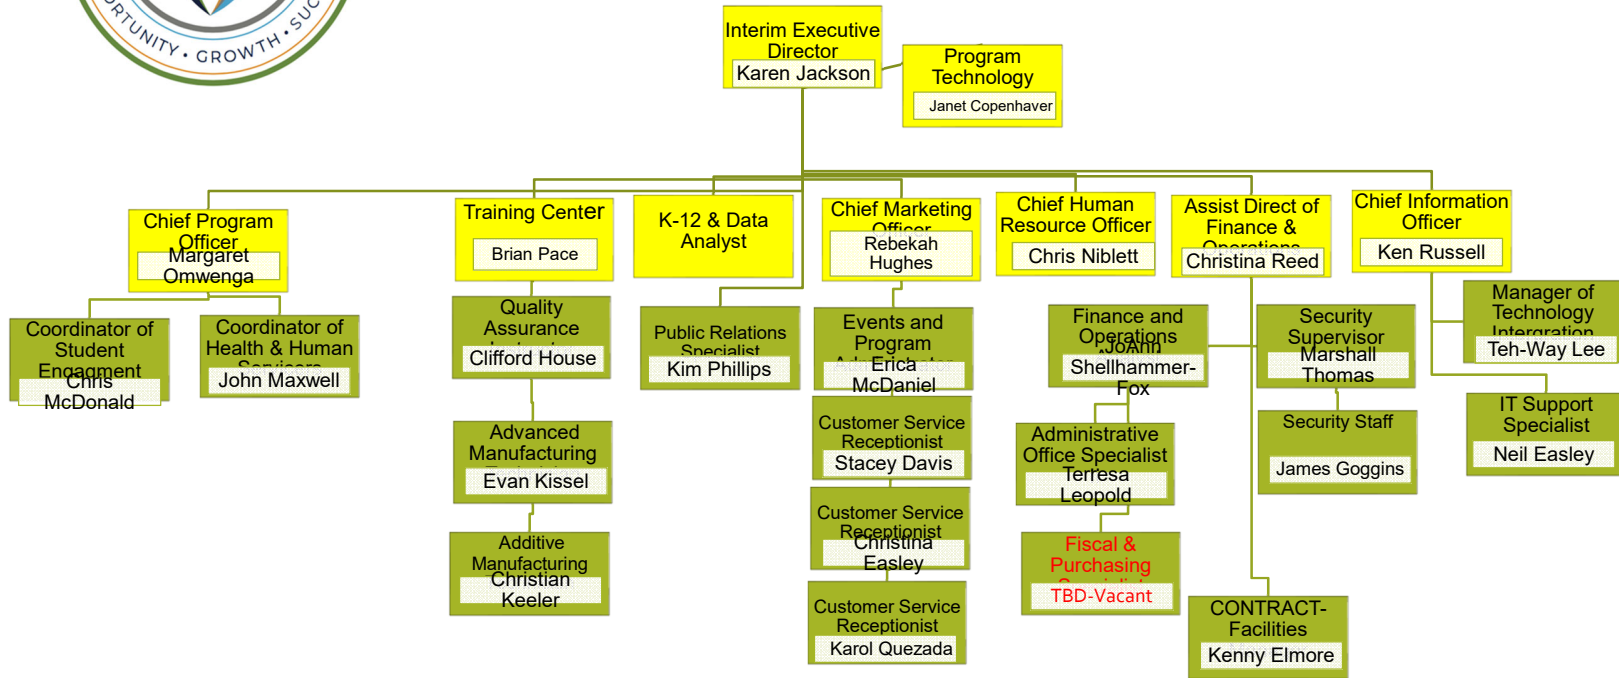 UNITY • GROWTH •
Interim Executive
Director
Karen Jackson
Program
Technology
Janet Copenhaver
Chief Program
Officer
Margaret
Omwenga
Coordinator of
Student
Engagment
Chris
McDonald
Coordinator of
Health & Human
John Maxwell
Training Center
Brian Pace
Quality
Assurance
Clifford House
Advanced
Manufacturing
Evan Kissel
Additive
Manufacturing
Christian
Keeler
K-12 & Data
Analyst
Public Relations
Specialist
Kim Phillips
Chief Marketing
Officer
Rebekah
Hughes
Events and
Program
Erica
McDaniel
Customer Service
Receptionist
Stacey Davis
Customer Service
Receptionist
Christina
Easley
Customer Service
Receptionist
Karol Quezada
Chief Human
Resource Officer
Chris Niblett
Assist Direct of
Finance &
Operations
Christina Reed
Finance and
Operations
JoAnn
Shellhammer-
Fox
Administrative
Office Specialist
Terresa
Leopold
Fiscal &
Purchasing
Specialist
TBD-Vacant
Security
Supervisor
Marshall
Thomas
Security Staff
James Goggins
CONTRACT-
Facilities
Kenny Elmore
Chief Information
Officer
Ken Russell
Manager of
Technology
Intergration
Teh-Way Lee
IT Support
Specialist
Neil Easley